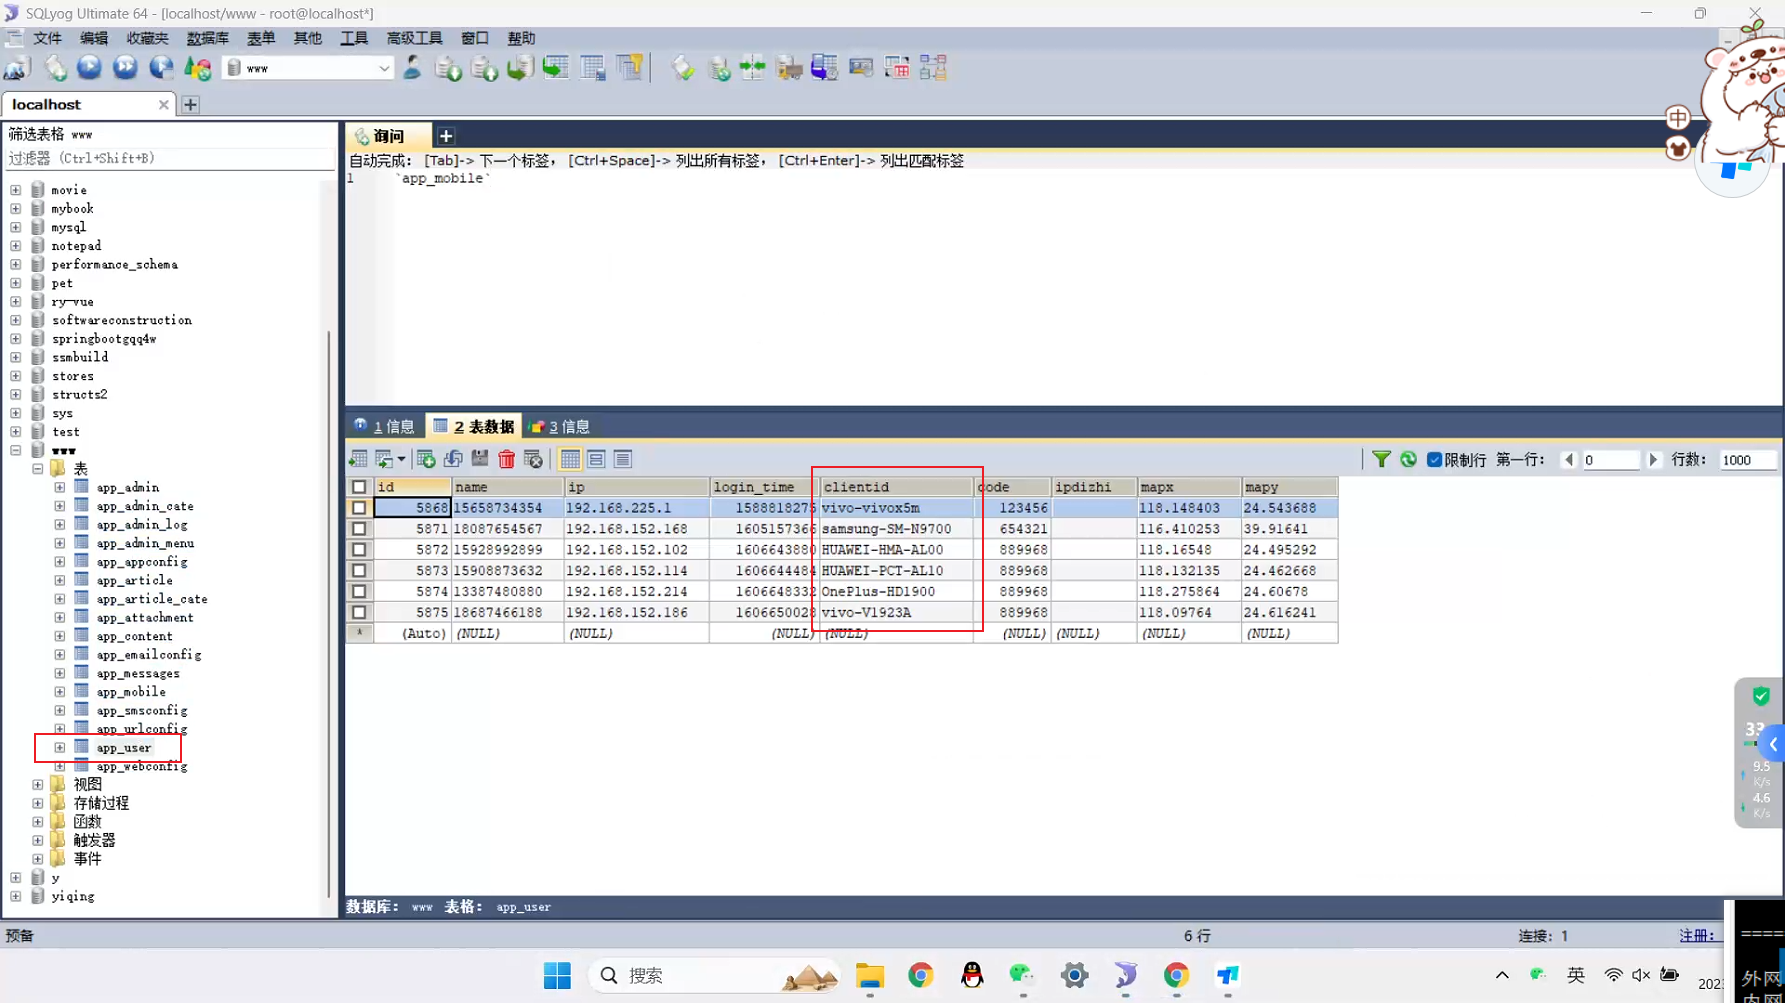 SQLyog Ultimate 64 - [localhost/www - root@localhost*]
文件 编辑 收藏夹 数据库 表单 其他 工具 高级工具 窗口 帮助
www
localhost
筛选表格 www
过滤器 (Ctrl+Shift+B)
movie
mybook
mysql
notepad
performance_schema
pet
ry-vue
softwareconstruction
springbootgqq4w
ssmbuild
stores
structs2
sys
test
www
表
app_admin
app_admin_cate
app_admin_log
app_admin_menu
app_appconfig
app_article
app_article_cate
app_attachment
app_content
app_emailconfig
app_messages
app_mobile
app_smsconfig
app_urlconfig
app_user
app_webconfig
视图
存储过程
函数
触发器
事件
y
yiqing
询问
自动完成: [Tab]-> 下一个标签, [Ctrl+Space]-> 列出所有标签, [Ctrl+Enter]-> 列出匹配标签
1 `app_mobile`
中
1 信息 2 表数据 3 信息
限制行 第一行: 0 行数: 1000
id name ip login_time clientid code ipdizhi mapx mapy
5868 15658734354 192.168.225.1 1588818275 vivo-vivox5m 123456 118.148403 24.543688
5871 18087654567 192.168.152.168 1605157366 samsung-SM-N9700 654321 116.410253 39.91641
5872 15928992899 192.168.152.102 1606643880 HUAWEI-HMA-AL00 889968 118.16548 24.495292
5873 15908873632 192.168.152.114 1606644484 HUAWEI-PCT-AL10 889968 118.132135 24.462668
5874 13387480880 192.168.152.214 1606648332 OnePlus-HD1900 889968 118.275864 24.60678
5875 18687466188 192.168.152.186 1606650028 vivo-V1923A 889968 118.09764 24.616241
* (Auto) (NULL) (NULL) (NULL) (NULL) (NULL) (NULL) (NULL) (NULL)
33
9.5
K/s
4.6
K/s
数据库: www 表格: app_user
预备 6 行 连接: 1 注册:
====
搜索
英
202
外网
内网